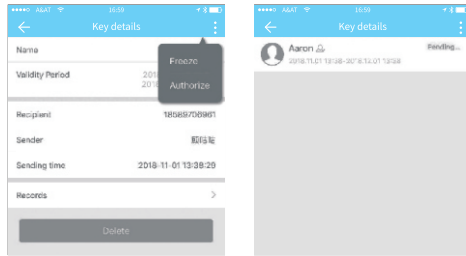 A&AT
16:59
Key details
Name
Freeze
Validity Period
Authorize
Recipient
18569706961
Sender
Sending time
2018-11-01 13:38:29
Records
Delete
A&AT
16:59
Key details
Aaron
Pending...
2018.11.01 13:38-2018.12.01 13:38